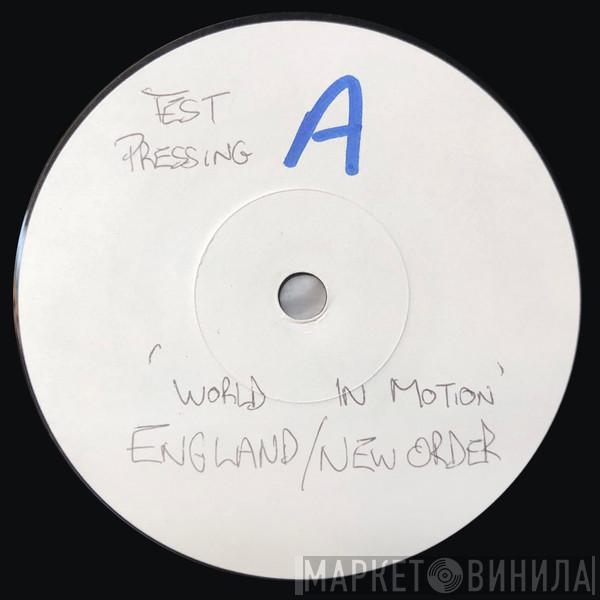 TEST
PRESSING
A
'WORLD IN MOTION'
ENGLAND/NEW ORDER
МАРКЕТ ВИНИЛА